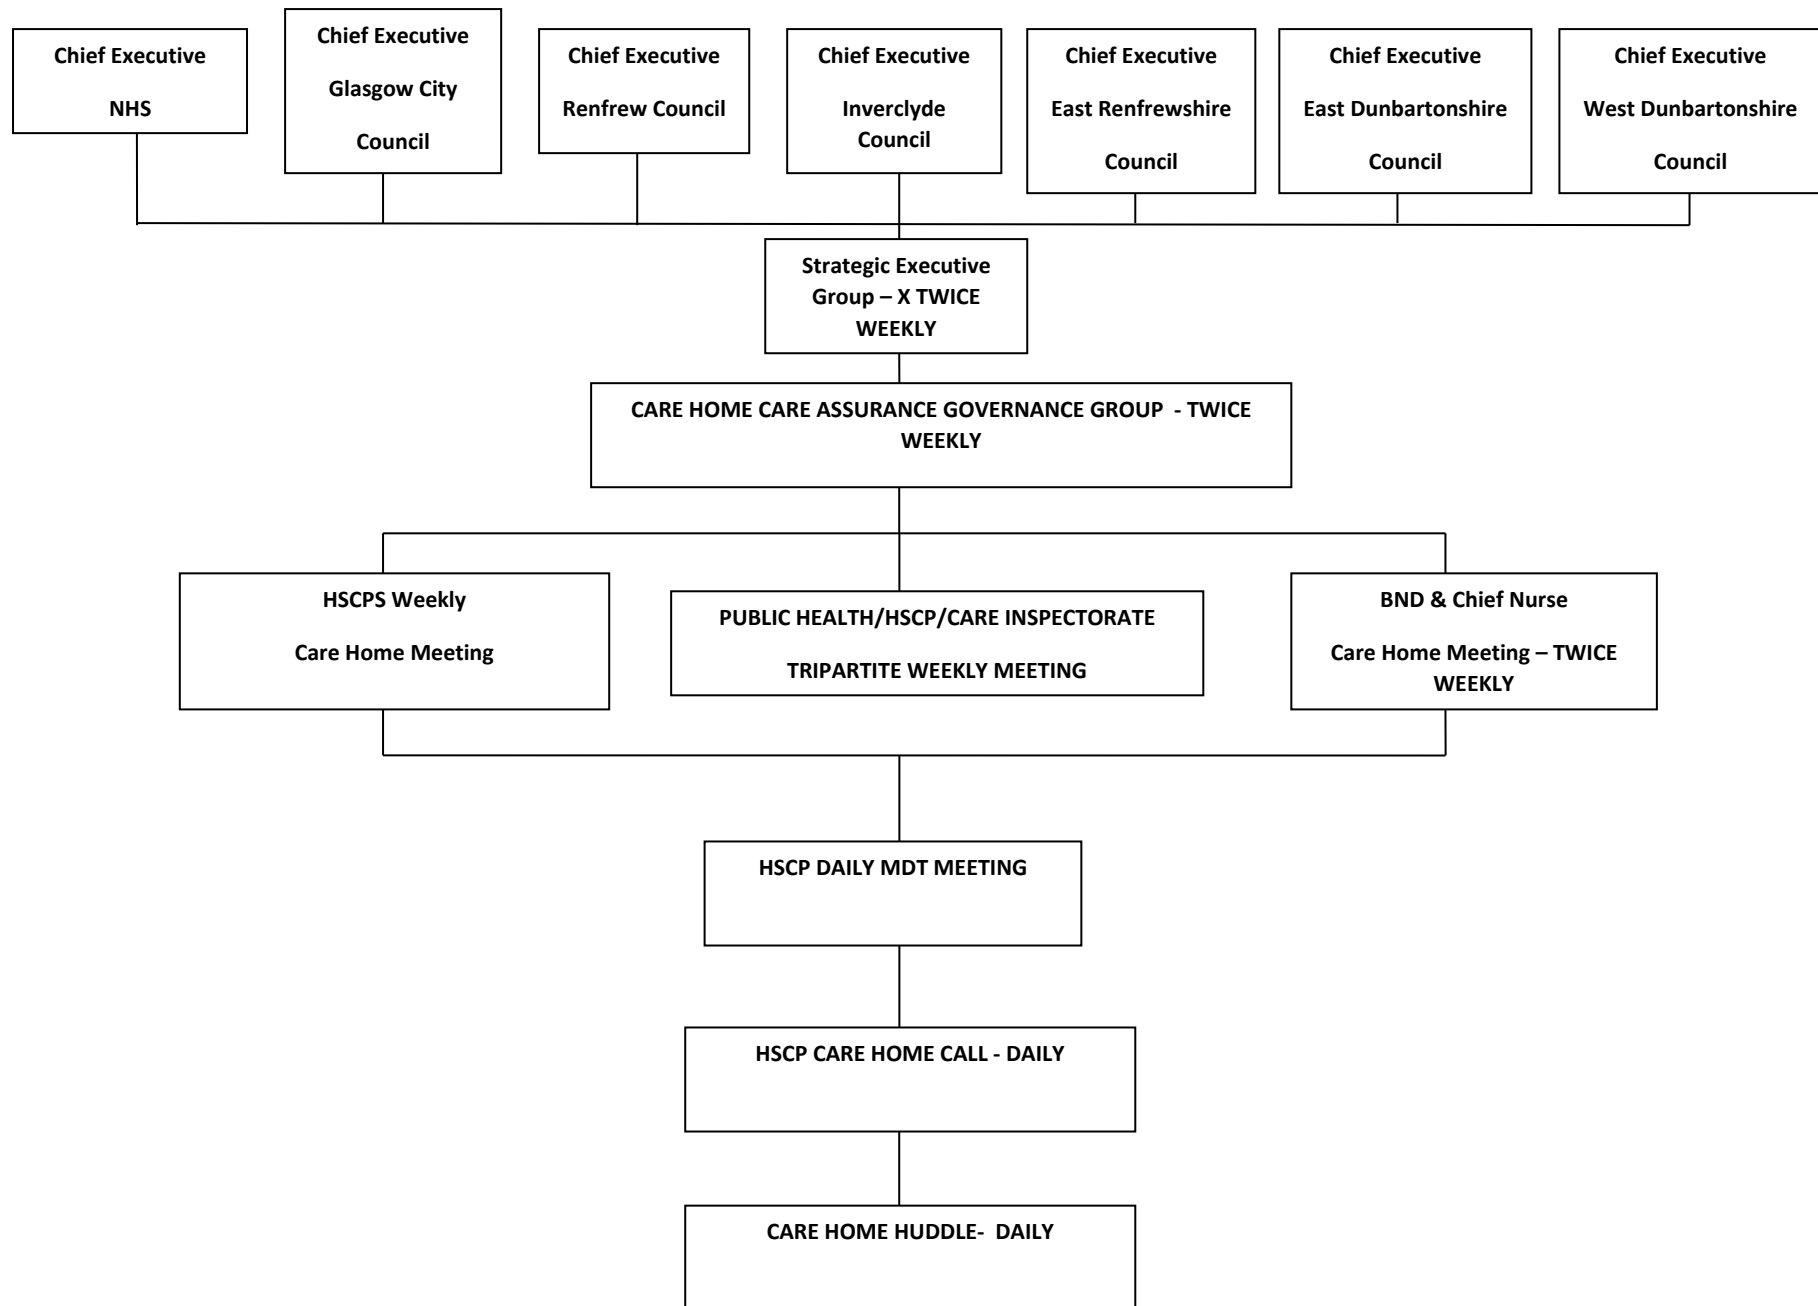 Chief Executive
NHS
Chief Executive
Glasgow City
Council
Chief Executive
Renfrew Council
Chief Executive
Inverclyde
Council
Chief Executive
East Renfrewshire
Council
Chief Executive
East Dunbartonshire
Council
Chief Executive
West Dunbartonshire
Council
Strategic Executive
Group – X TWICE
WEEKLY
CARE HOME CARE ASSURANCE GOVERNANCE GROUP - TWICE
WEEKLY
HSCPS Weekly
Care Home Meeting
PUBLIC HEALTH/HSCP/CARE INSPECTORATE
TRIPARTITE WEEKLY MEETING
BND & Chief Nurse
Care Home Meeting – TWICE
WEEKLY
HSCP DAILY MDT MEETING
HSCP CARE HOME CALL - DAILY
CARE HOME HUDDLE- DAILY